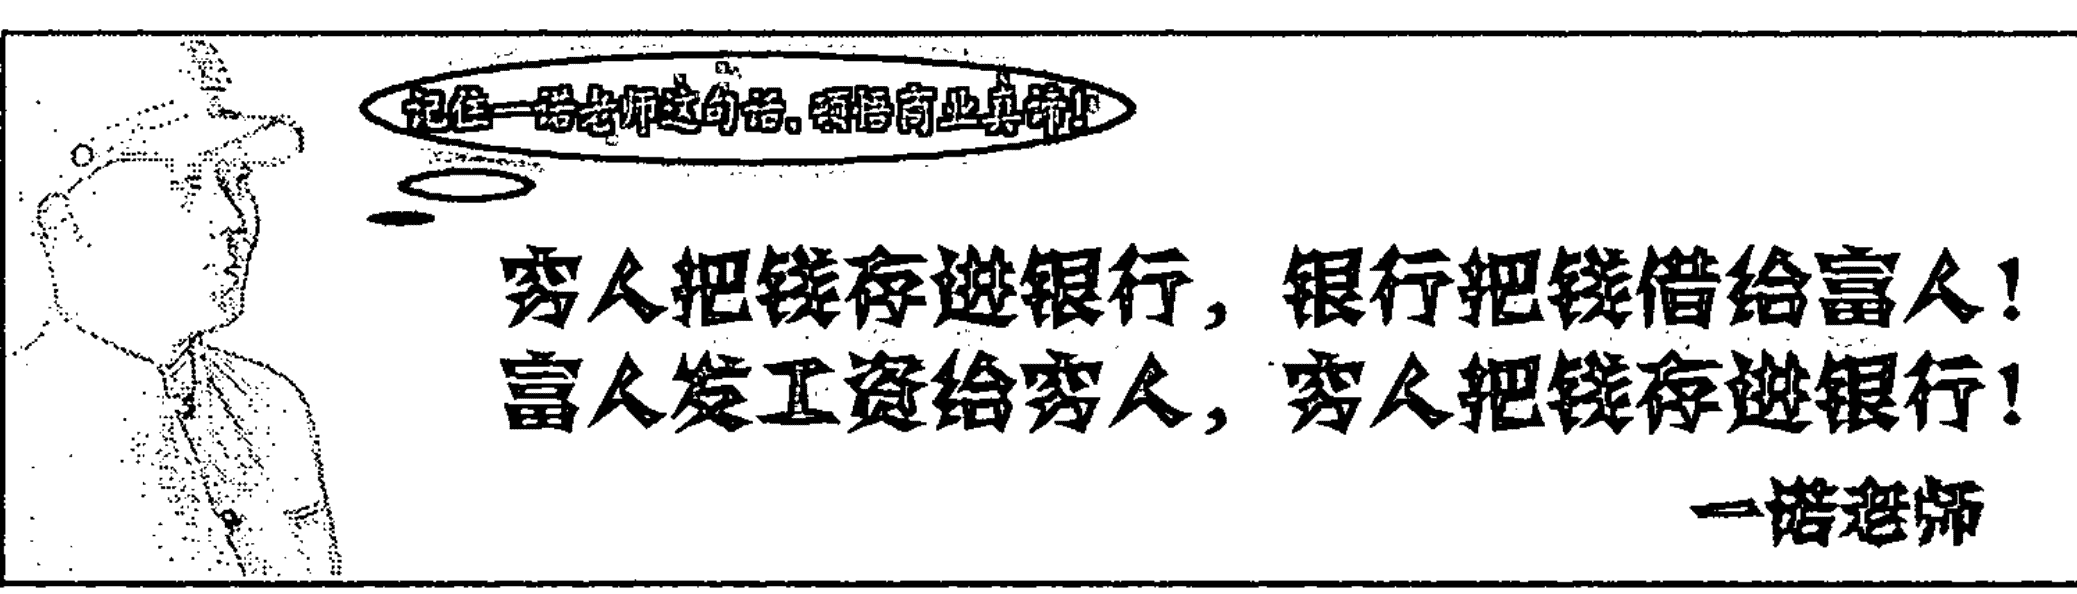 记住一诺老师这句话，领悟商业真谛！
穷人把钱存进银行，银行把钱借给富人！
富人发工资给穷人，穷人把钱存进银行！
一诺老师